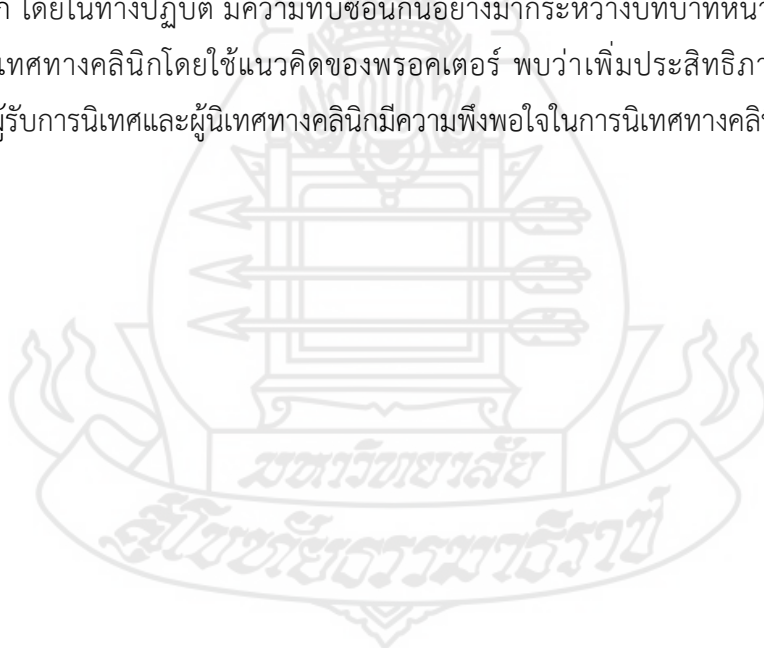 โดยในทางปฏิบัติ มีความทับซ้อนกันอย่างมากระหว่างบทบาทหน้า
เทศทางคลินิกโดยใช้แนวคิดของพรอคเตอร์ พบว่าเพิ่มประสิทธิภา
ผู้รับการนิเทศและผู้นิเทศทางคลินิกมีความพึงพอใจในการนิเทศทางคลิ
มหาวิทยาลัย
สุโขทัยธรรมาธิราช